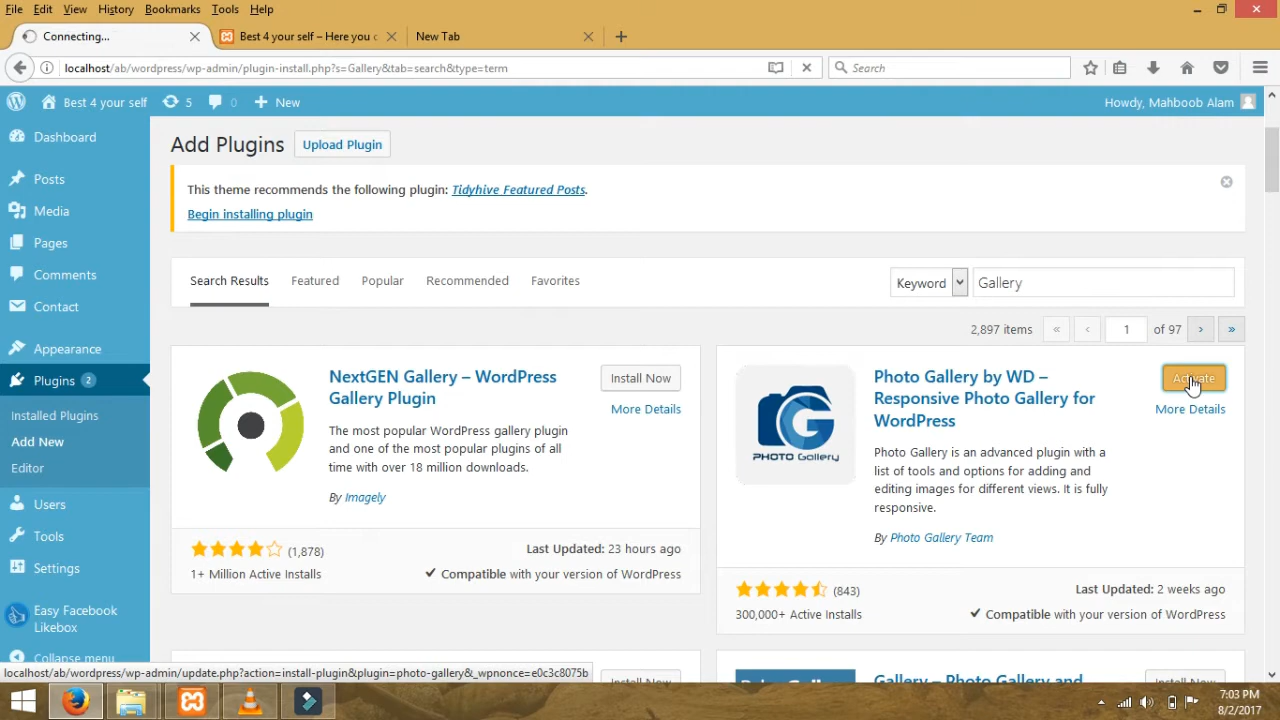 File Edit View History Bookmarks Tools Help
Connecting... Best 4 your self – Here you c New Tab
localhost/ab/wordpress/wp-admin/plugin-install.php?s=Gallery&tab=search&type=term Search
Best 4 your self 5 0 New Howdy, Mahboob Alam
Dashboard
Posts
Media
Pages
Comments
Contact
Appearance
Plugins 2
Installed Plugins
Add New
Editor
Users
Tools
Settings
Easy Facebook
Likebox
Collapse menu
Add Plugins Upload Plugin
This theme recommends the following plugin: Tidyhive Featured Posts.
Begin installing plugin
Search Results Featured Popular Recommended Favorites Keyword Gallery
2,897 items « ‹ 1 of 97 › »
NextGEN Gallery – WordPress
Gallery Plugin
Install Now
More Details
The most popular WordPress gallery plugin
and one of the most popular plugins of all
time with over 18 million downloads.
By Imagely
(1,878)
Last Updated: 23 hours ago
1+ Million Active Installs
Compatible with your version of WordPress
PHOTO GALLERY
Photo Gallery by WD –
Responsive Photo Gallery for
WordPress
Activate
More Details
Photo Gallery is an advanced plugin with a
list of tools and options for adding and
editing images for different views. It is fully
responsive.
By Photo Gallery Team
(843)
Last Updated: 2 weeks ago
300,000+ Active Installs
Compatible with your version of WordPress
Install Now
Gallery – Photo Gallery and
Install Now
localhost/ab/wordpress/wp-admin/update.php?action=install-plugin&plugin=photo-gallery&_wpnonce=e0c3c8075b
7:03 PM
8/2/2017